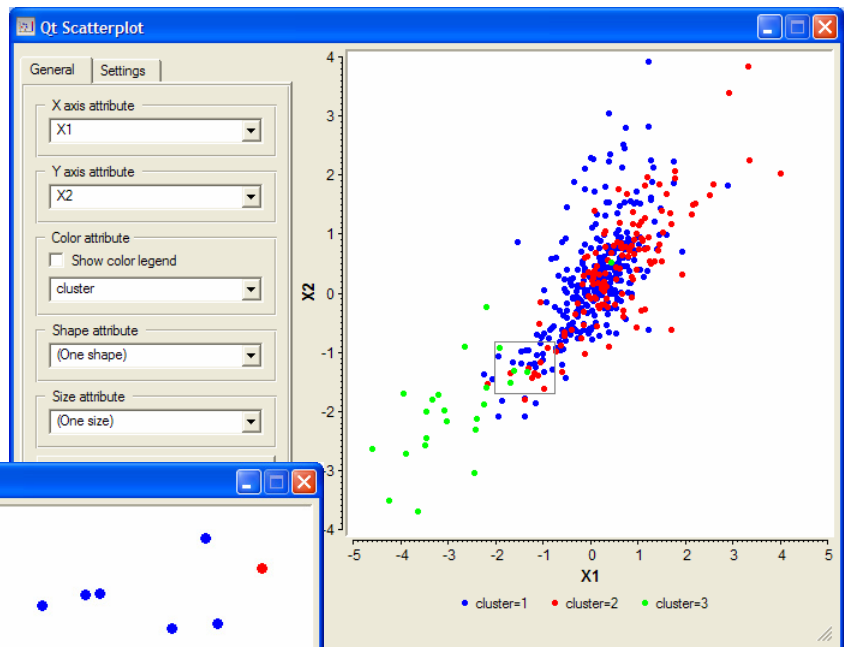 Qt Scatterplot
General Settings
X axis attribute
X1
Y axis attribute
X2
Color attribute
Show color legend
cluster
Shape attribute
(One shape)
Size attribute
(One size)
4
3
2
1
0
-1
-2
-3
-4
X2
-5 -4 -3 -2 -1 0 1 2 3 4 5
X1
cluster=1 cluster=2 cluster=3